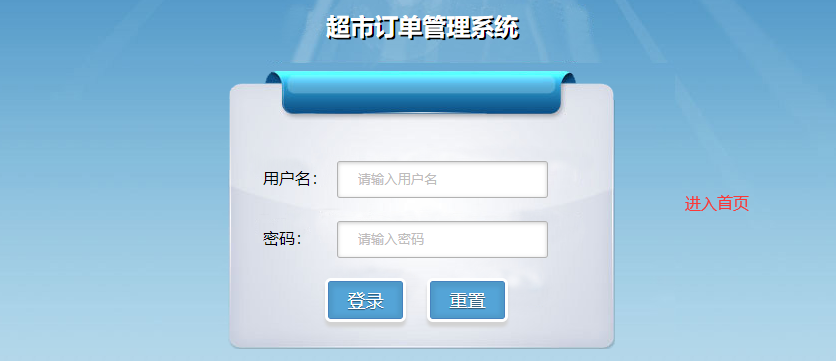 超市订单管理系统
用户名： 请输入用户名
进入首页
密码： 请输入密码
登录 重置